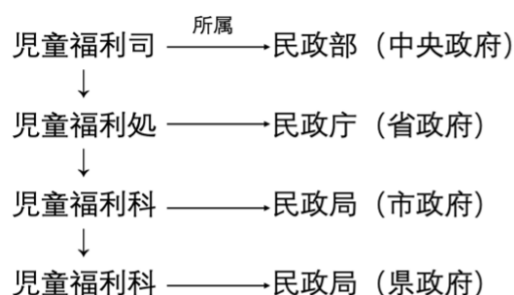 所属
児童福利司 民政部（中央政府）
児童福利処 民政庁（省政府）
児童福利科 民政局（市政府）
児童福利科 民政局（県政府）